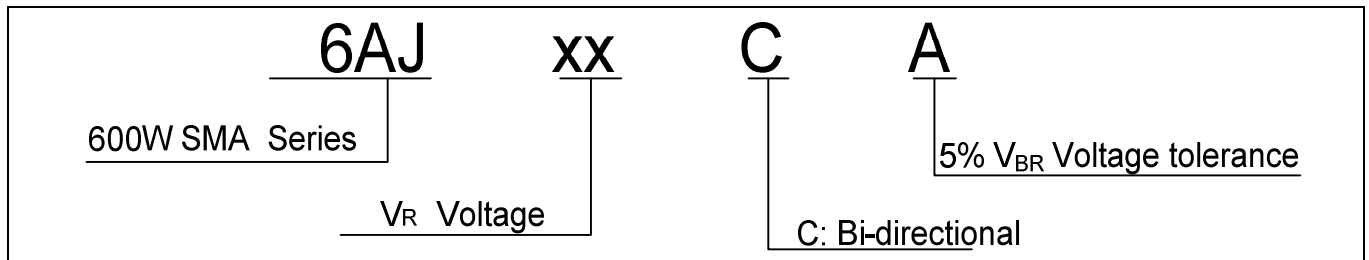 6AJ xx C A
600W SMA Series
5% VBR Voltage tolerance
VR Voltage
C: Bi-directional